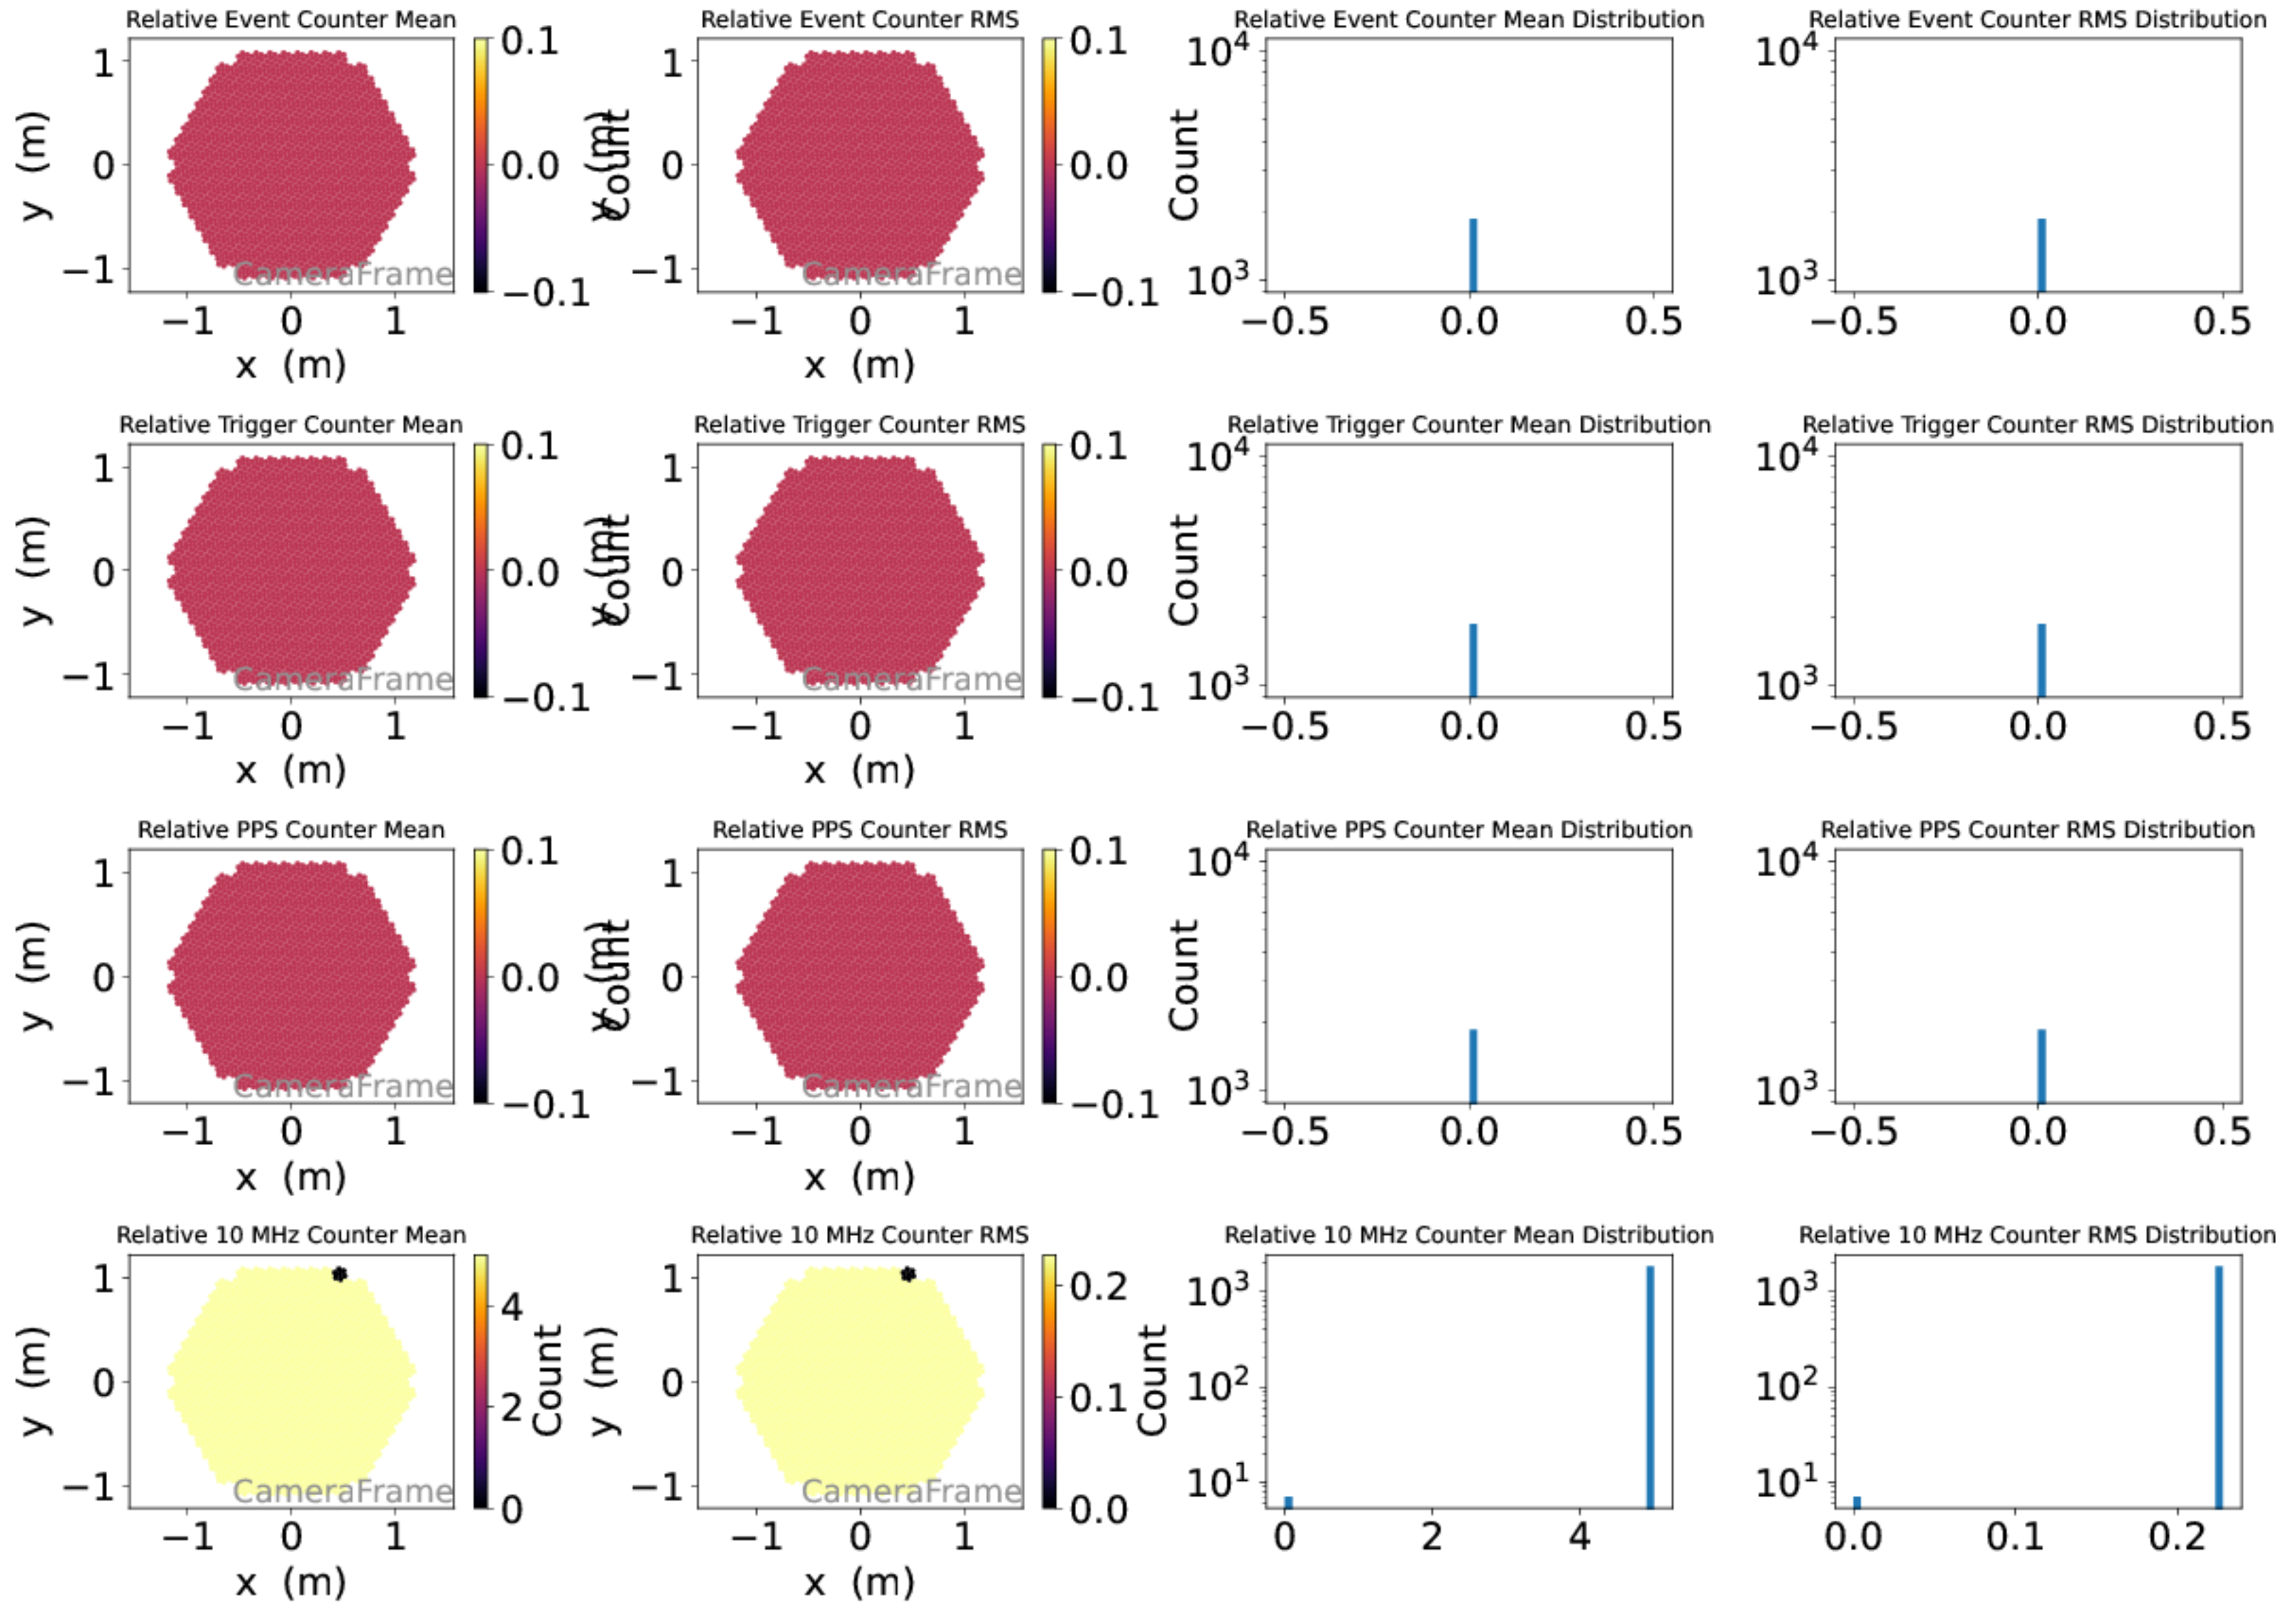 Relative Event Counter Mean
Relative Event Counter RMS
Relative Event Counter Mean Distribution
Relative Event Counter RMS Distribution
y (m)
1
0
−1
CameraFrame
−1 0 1
x (m)
0.1
0.0
−0.1
Count
y (m)
1
0
−1
CameraFrame
−1 0 1
x (m)
0.1
0.0
−0.1
Count
10⁴
10³
−0.5 0.0 0.5
10⁴
10³
−0.5 0.0 0.5
Relative Trigger Counter Mean
Relative Trigger Counter RMS
Relative Trigger Counter Mean Distribution
Relative Trigger Counter RMS Distribution
y (m)
1
0
−1
CameraFrame
−1 0 1
x (m)
0.1
0.0
−0.1
Count
y (m)
1
0
−1
CameraFrame
−1 0 1
x (m)
0.1
0.0
−0.1
Count
10⁴
10³
−0.5 0.0 0.5
10⁴
10³
−0.5 0.0 0.5
Relative PPS Counter Mean
Relative PPS Counter RMS
Relative PPS Counter Mean Distribution
Relative PPS Counter RMS Distribution
y (m)
1
0
−1
CameraFrame
−1 0 1
x (m)
0.1
0.0
−0.1
Count
y (m)
1
0
−1
CameraFrame
−1 0 1
x (m)
0.1
0.0
−0.1
Count
10⁴
10³
−0.5 0.0 0.5
10⁴
10³
−0.5 0.0 0.5
Relative 10 MHz Counter Mean
Relative 10 MHz Counter RMS
Relative 10 MHz Counter Mean Distribution
Relative 10 MHz Counter RMS Distribution
y (m)
1
0
−1
CameraFrame
−1 0 1
x (m)
4
2
0
Count
y (m)
1
0
−1
CameraFrame
−1 0 1
x (m)
0.2
0.1
0.0
Count
10³
10²
10¹
0 2 4
10³
10²
10¹
0.0 0.1 0.2